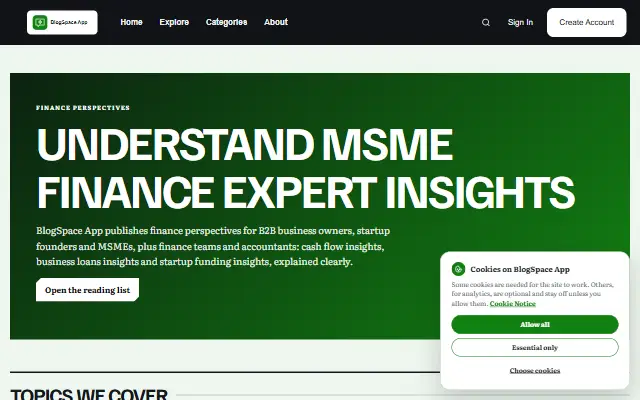 BlogSpace App
Home Explore Categories About
Sign In
Create Account
FINANCE PERSPECTIVES
UNDERSTAND MSME
FINANCE EXPERT INSIGHTS
BlogSpace App publishes finance perspectives for B2B business owners, startup
founders and MSMEs, plus finance teams and accountants: cash flow insights,
business loans insights and startup funding insights, explained clearly.
Open the reading list
Cookies on BlogSpace App
Some cookies are needed for the site to work. Others,
for analytics, are optional and stay off unless you
allow them. Cookie Notice
Allow all
Essential only
Choose cookies
TOPICS WE COVER